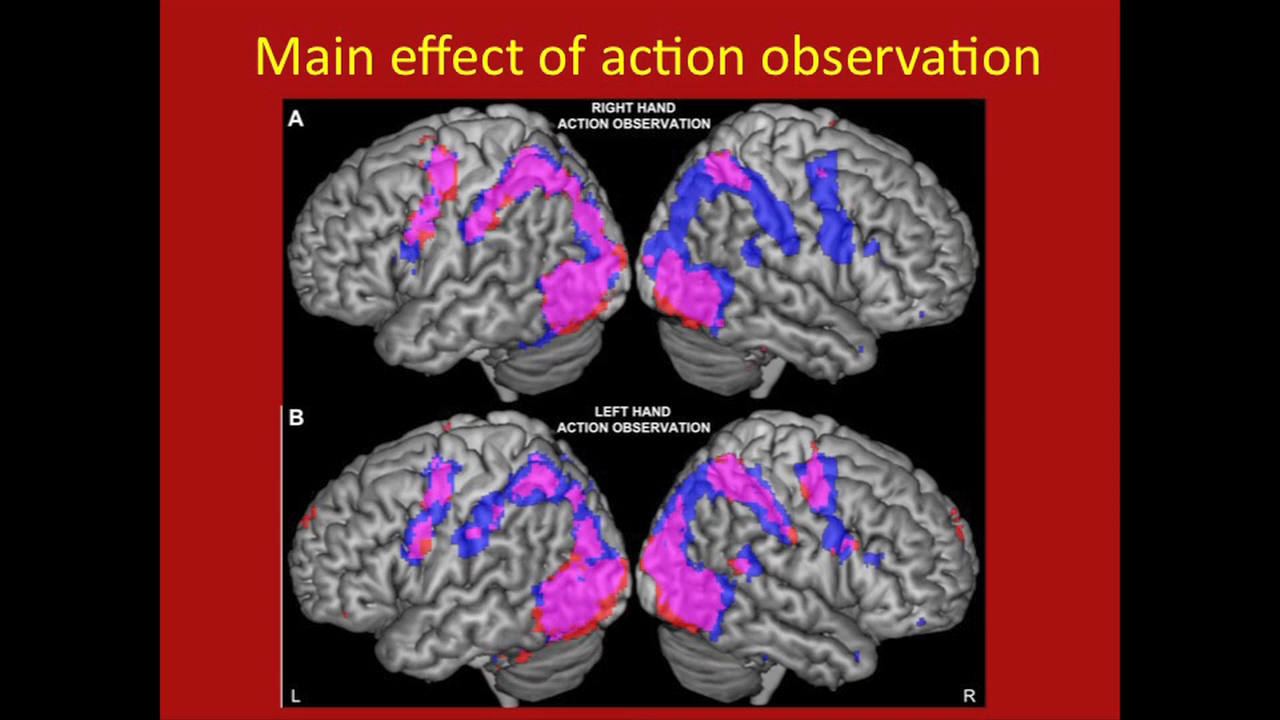 Main effect of action observation
A
RIGHT HAND
ACTION OBSERVATION
B
LEFT HAND
ACTION OBSERVATION
L
R